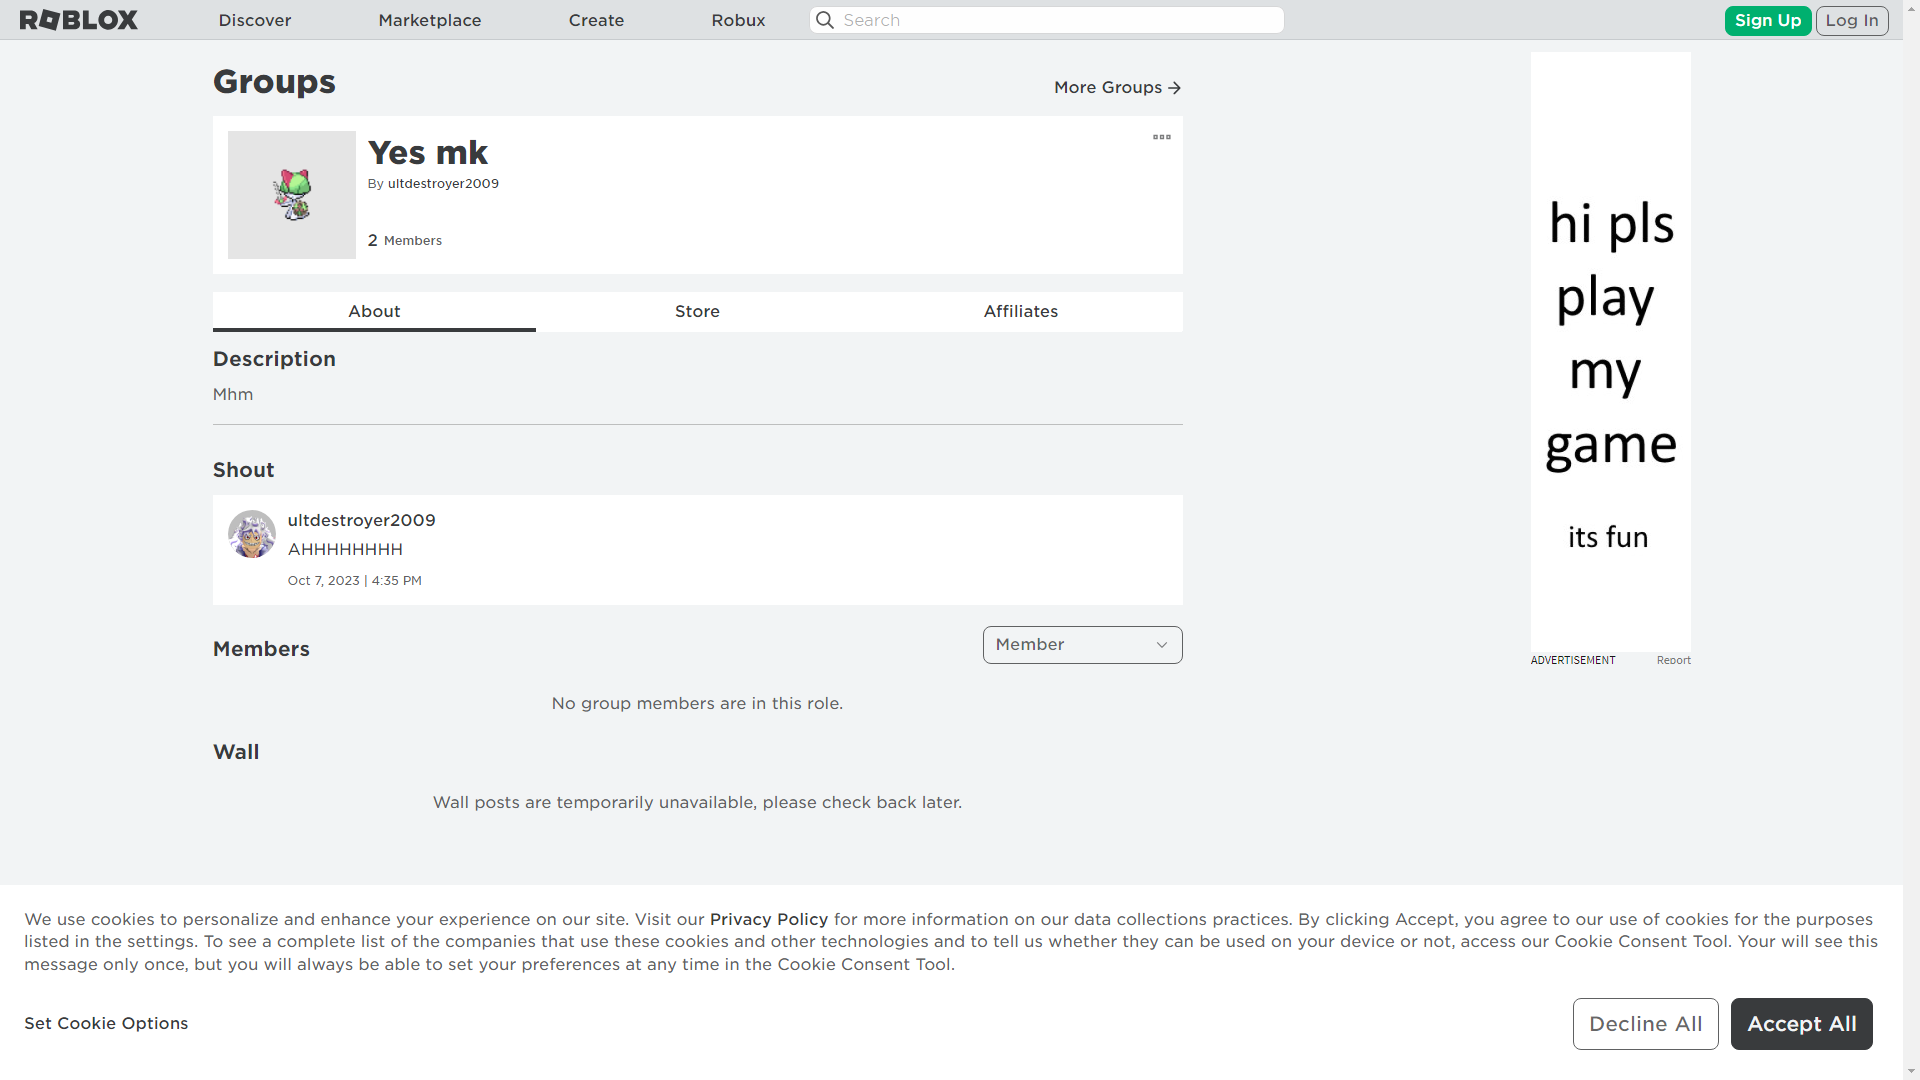 ROBLOX
Discover
Marketplace
Create
Robux
Search
Sign Up
Log In
Groups
More Groups
Yes mk
By ultdestroyer2009
2 Members
About
Store
Affiliates
Description
Mhm
Shout
ultdestroyer2009
AHHHHHHHH
Oct 7, 2023 | 4:35 PM
Members
Member
No group members are in this role.
Wall
Wall posts are temporarily unavailable, please check back later.
hi pls
play
my
game
its fun
ADVERTISEMENT
Report
We use cookies to personalize and enhance your experience on our site. Visit our Privacy Policy for more information on our data collections practices. By clicking Accept, you agree to our use of cookies for the purposes
listed in the settings. To see a complete list of the companies that use these cookies and other technologies and to tell us whether they can be used on your device or not, access our Cookie Consent Tool. Your will see this
message only once, but you will always be able to set your preferences at any time in the Cookie Consent Tool.
Set Cookie Options
Decline All
Accept All